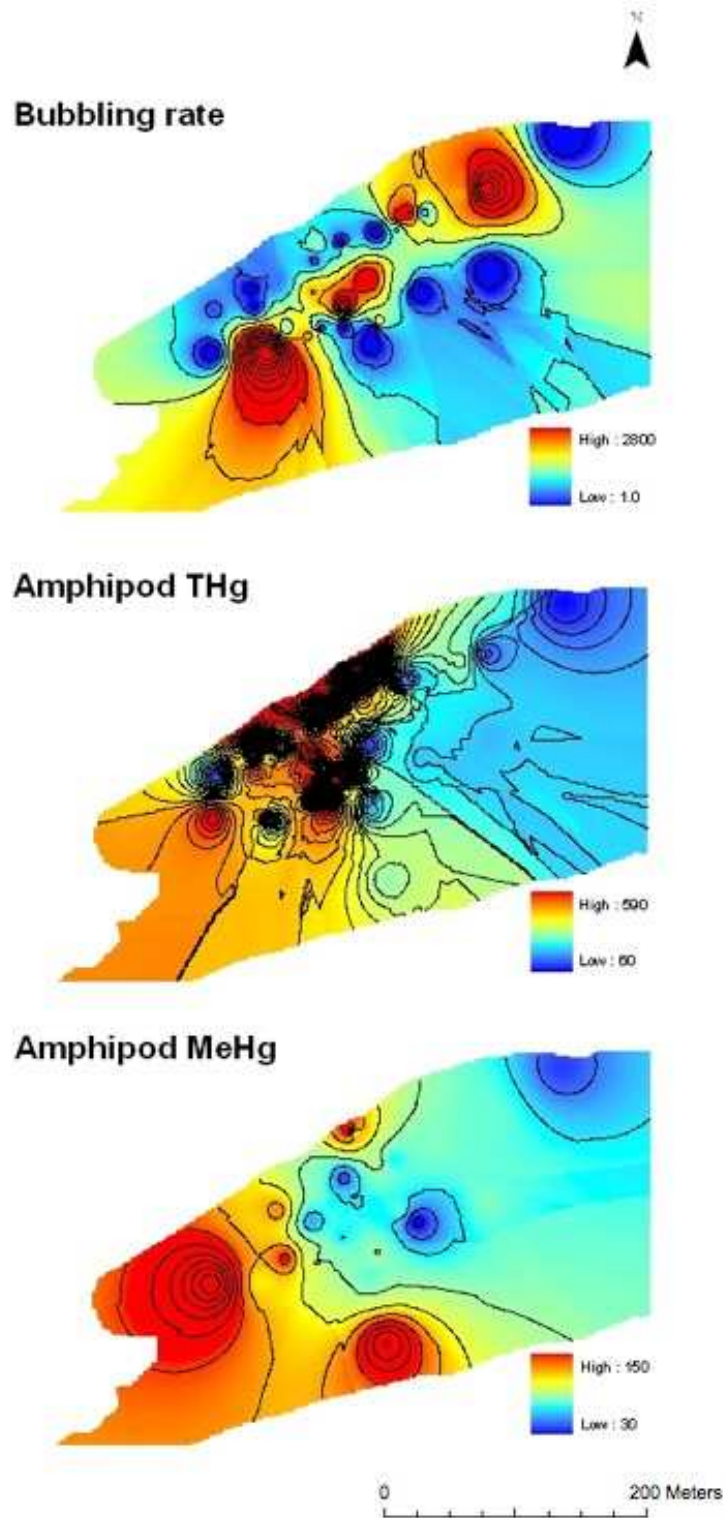 N
Bubbling rate
High : 2800
Low : 1.0
Amphipod THg
High : 590
Low : 60
Amphipod MeHg
High : 150
Low : 30
0 200 Meters